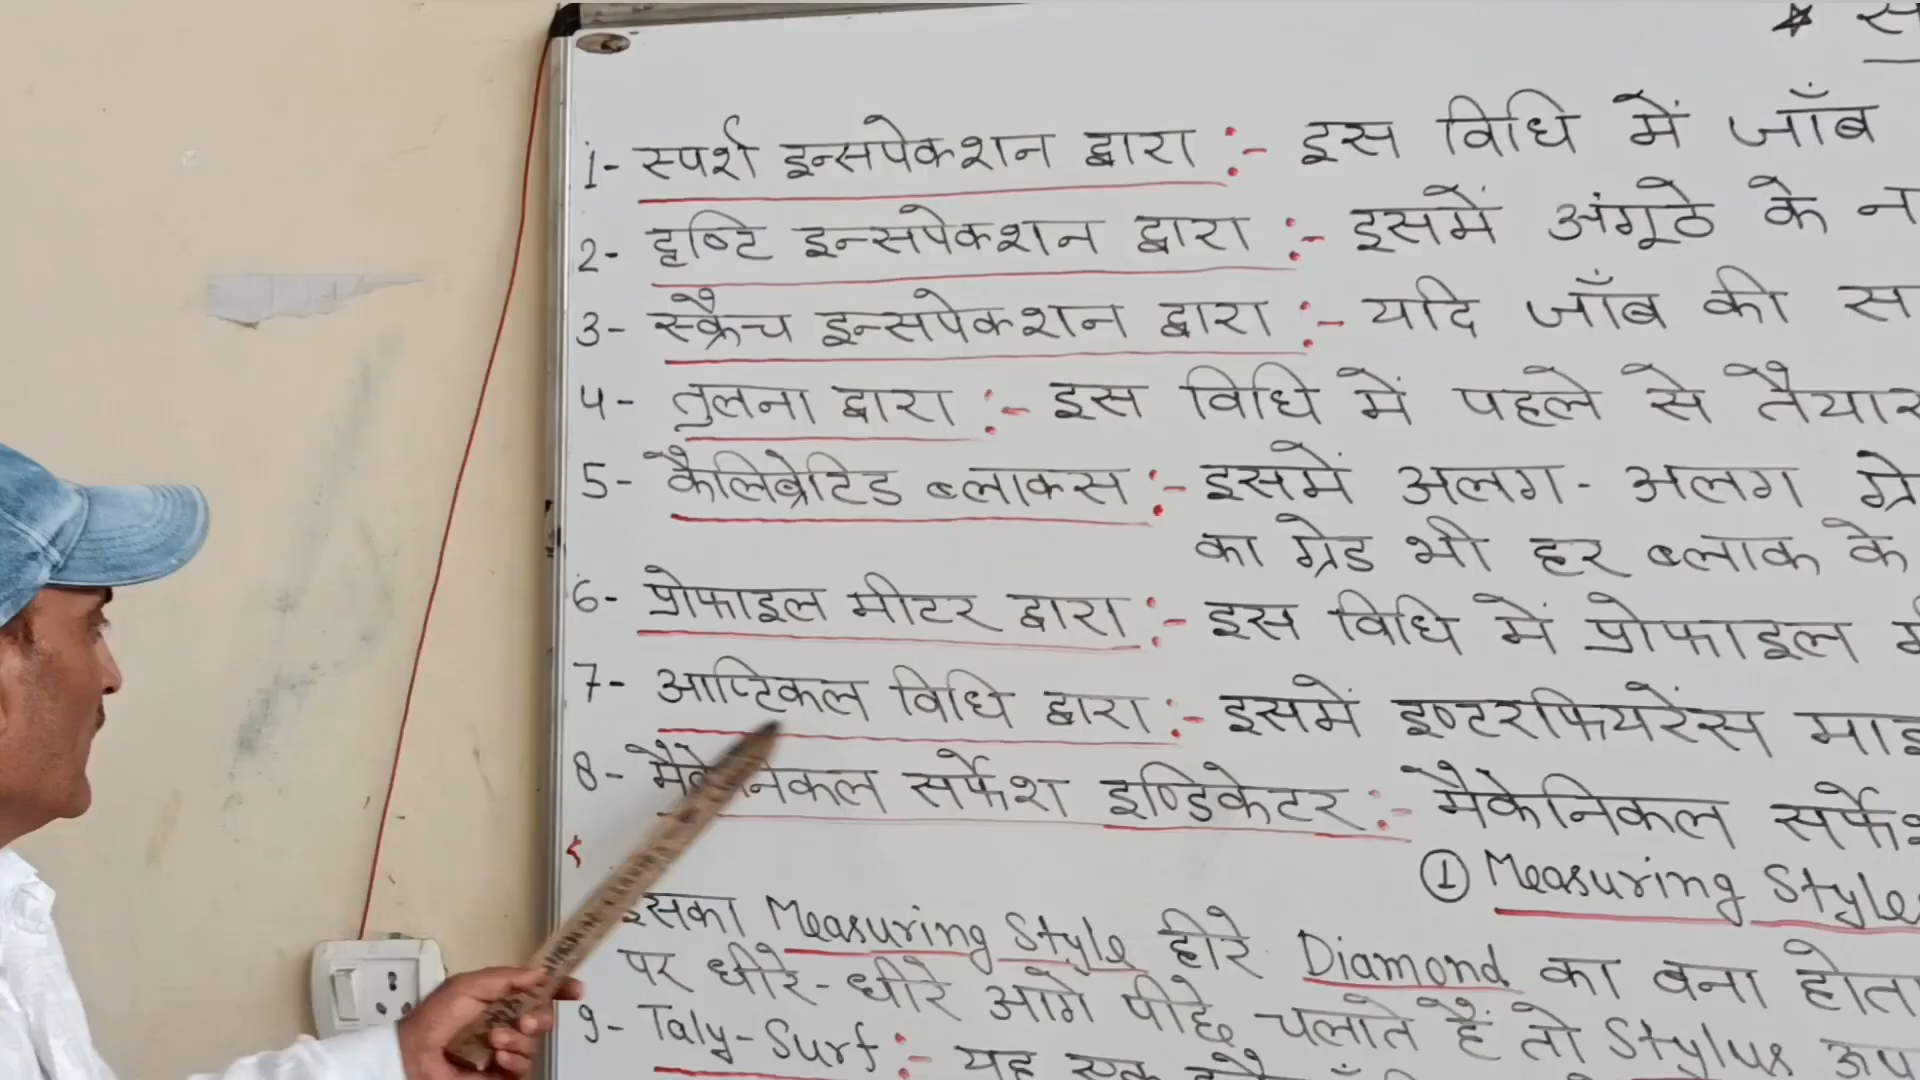 * स
1- स्पर्श इन्सपेकशन द्वारा :- इस विधि में जाँब
2- दृष्टि इन्सपेकशन द्वारा :- इसमें अंगूठे के न
3- स्क्रैच इन्सपेकशन द्वारा :- यदि जाँब की स
4- तुलना द्वारा :- इस विधि में पहले से तैयार
5- कैलिब्रेटिड ब्लाकस :- इसमें अलग- अलग ग्रे
का ग्रेड भी हर ब्लाक के
6- प्रोफाइल मीटर द्वारा :- इस विधि में प्रोफाइल मी
7- आप्टिकल विधि द्वारा :- इसमें इण्टरफियरेंस माइ
8- मैकेनिकल सर्फेश इण्डिकेटर :- मैकेनिकल सर्फेश
① Measuring Style
इसका Measuring Style हीरे Diamond का बना होता
पर धीरे- धीरे आगे पीछे चलाते हैं तो Stylus ऊप
9- Taly-Surf :- यह एक